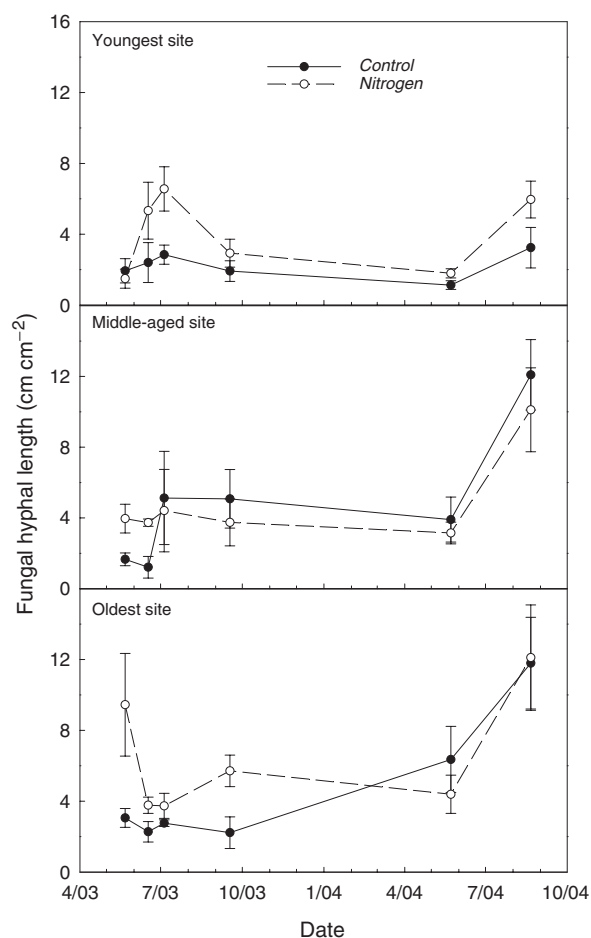 16
Youngest site
Control
Nitrogen
12
8
4
0
Middle-aged site
12
8
4
0
Oldest site
12
8
4
0
4/03 7/03 10/03 1/04 4/04 7/04 10/04
Date
Fungal hyphal length (cm cm−2)